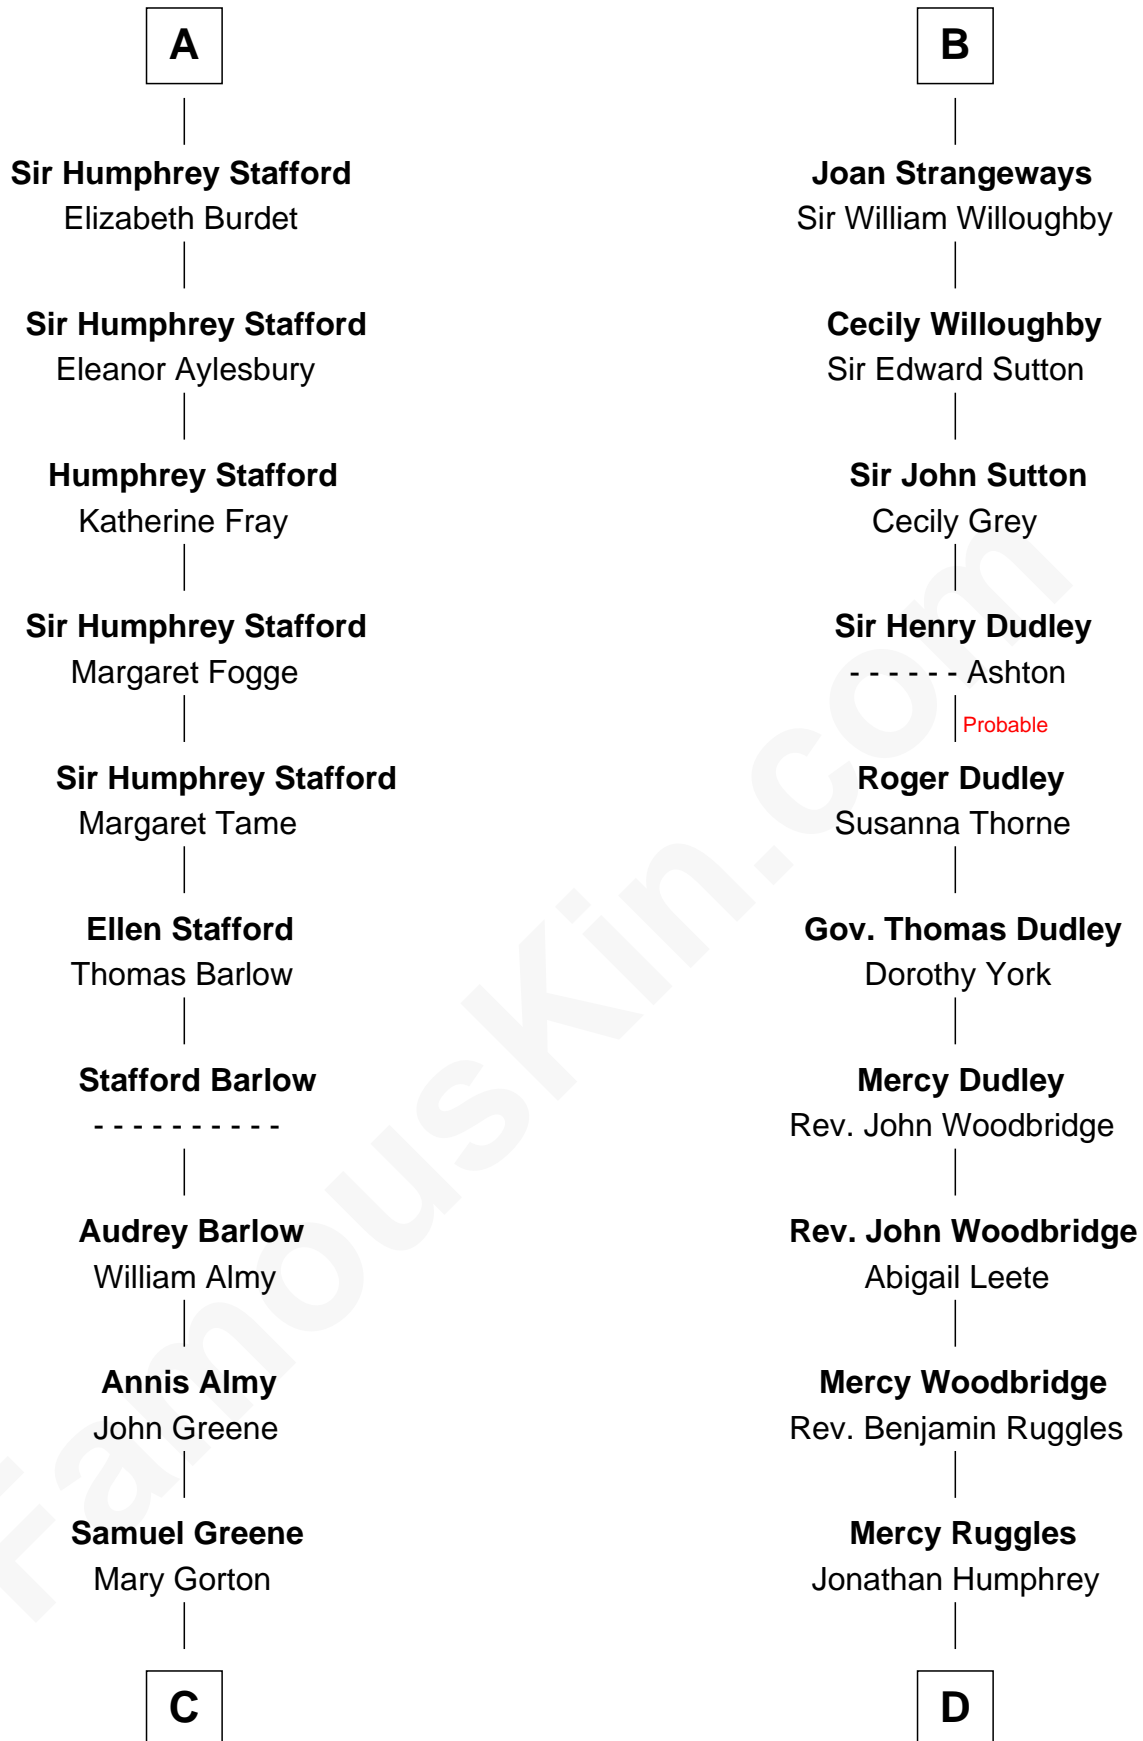 A
Sir Humphrey Stafford
Elizabeth Burdet
Sir Humphrey Stafford
Eleanor Aylesbury
Humphrey Stafford
Katherine Fray
Sir Humphrey Stafford
Margaret Fogge
Sir Humphrey Stafford
Margaret Tame
Ellen Stafford
Thomas Barlow
Stafford Barlow
- - - - - - - - - -
Audrey Barlow
William Almy
Annis Almy
John Greene
Samuel Greene
Mary Gorton
C
B
Joan Strangeways
Sir William Willoughby
Cecily Willoughby
Sir Edward Sutton
Sir John Sutton
Cecily Grey
Sir Henry Dudley
- - - - - - Ashton
Probable
Roger Dudley
Susanna Thorne
Gov. Thomas Dudley
Dorothy York
Mercy Dudley
Rev. John Woodbridge
Rev. John Woodbridge
Abigail Leete
Mercy Woodbridge
Rev. Benjamin Ruggles
Mercy Ruggles
Jonathan Humphrey
D
FamousKin.com